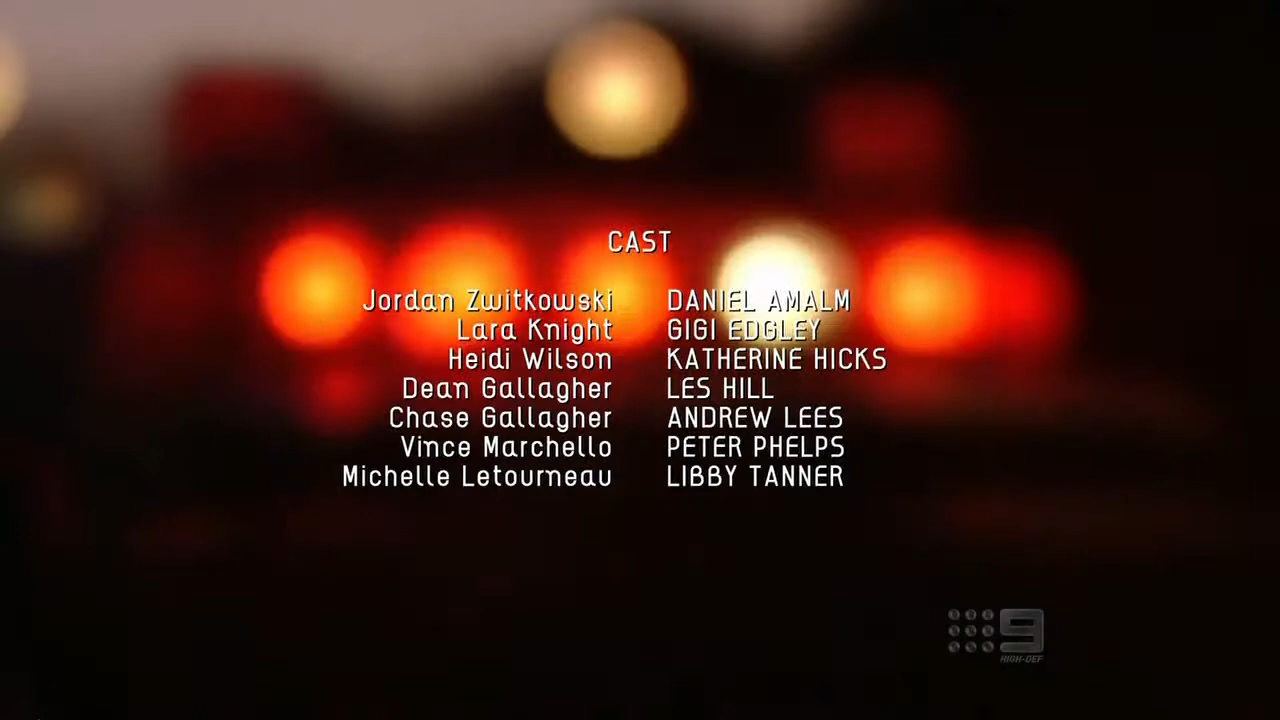 CAST
Jordan Zwitkowski DANIEL AMALM
Lara Knight GIGI EDGLEY
Heidi Wilson KATHERINE HICKS
Dean Gallagher LES HILL
Chase Gallagher ANDREW LEES
Vince Marchello PETER PHELPS
Michelle Letourneau LIBBY TANNER
9
HIGH-DEF